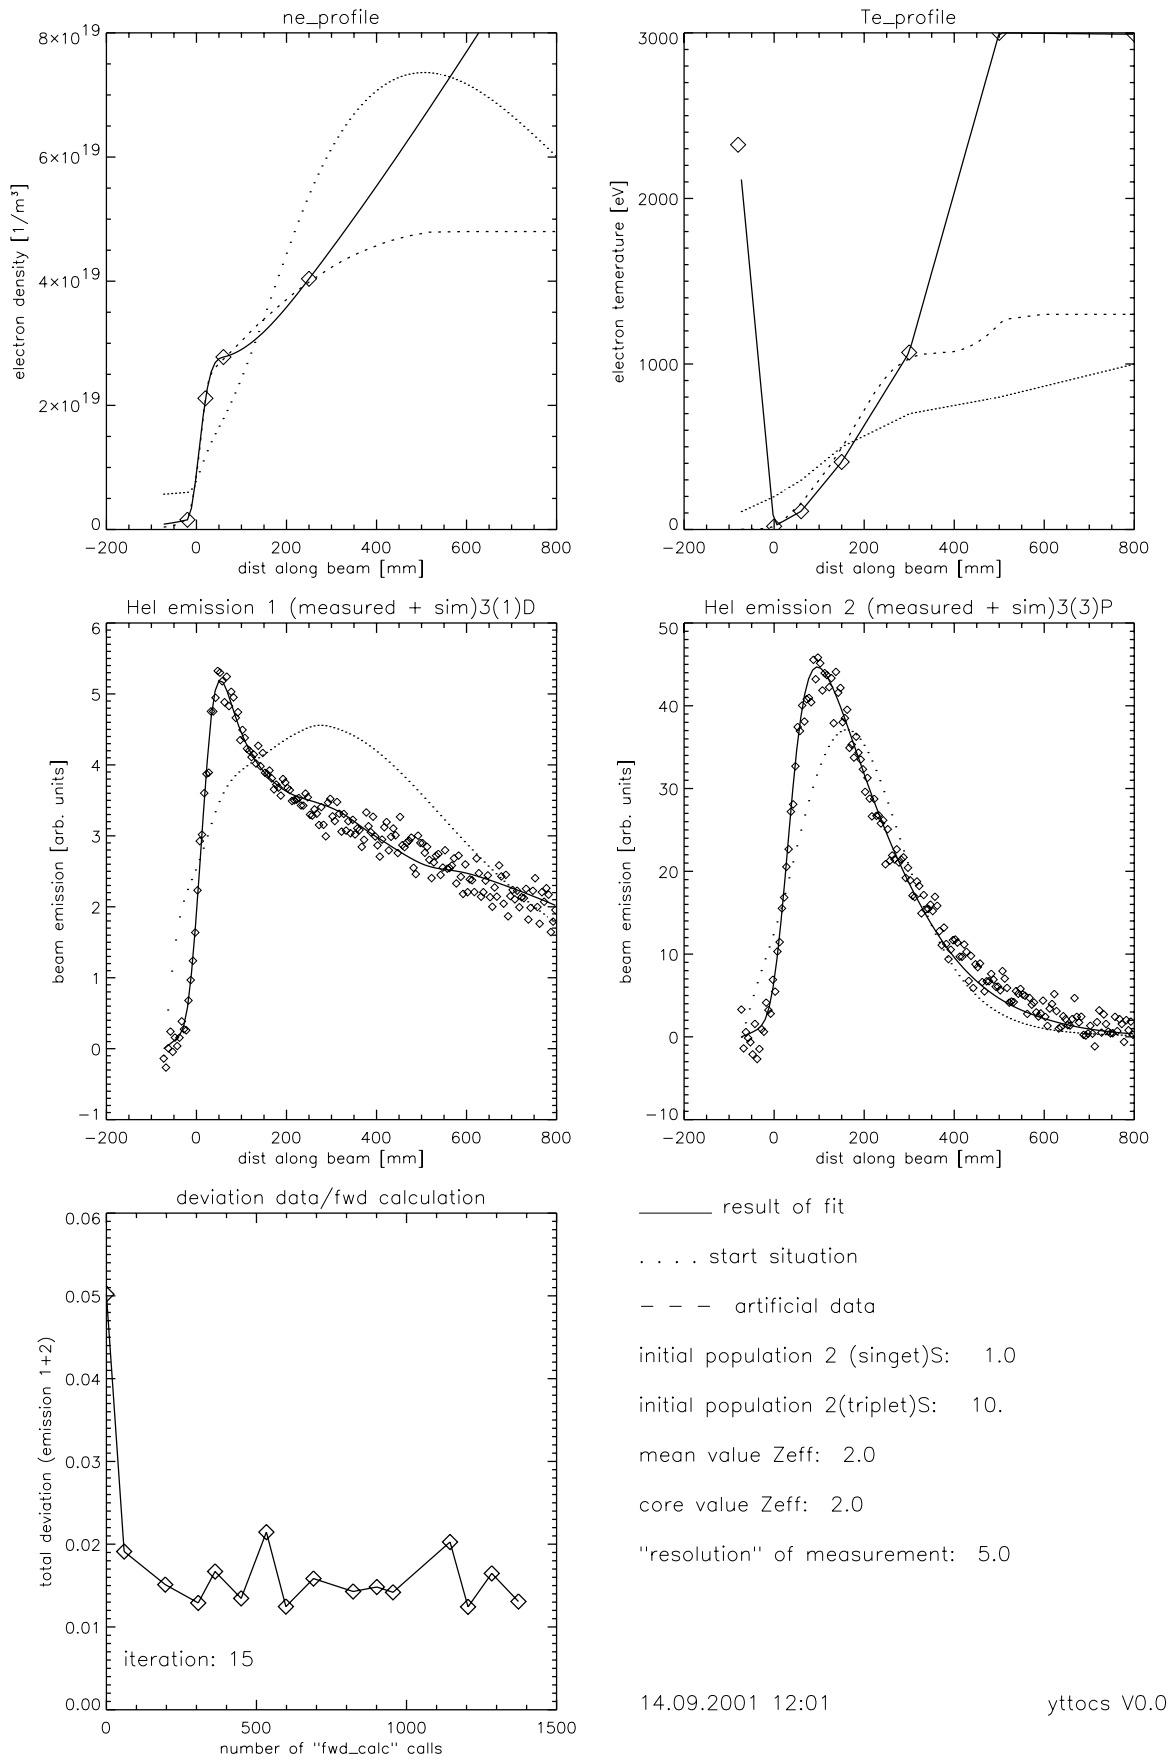 ne_profile
8×10¹⁹
6×10¹⁹
4×10¹⁹
2×10¹⁹
0
electron density [1/m³]
-200 0 200 400 600 800
dist along beam [mm]
Te_profile
3000
2000
1000
0
electron temerature [eV]
-200 0 200 400 600 800
dist along beam [mm]
HeI emission 1 (measured + sim)3(1)D
6
5
4
3
2
1
0
-1
beam emission [arb. units]
-200 0 200 400 600 800
dist along beam [mm]
HeI emission 2 (measured + sim)3(3)P
50
40
30
20
10
0
-10
beam emission [arb. units]
-200 0 200 400 600 800
dist along beam [mm]
deviation data/fwd calculation
0.06
0.05
0.04
0.03
0.02
0.01
0.00
total deviation (emission 1+2)
iteration: 15
0 500 1000 1500
number of "fwd_calc" calls
result of fit
. . . . start situation
– – – artificial data
initial population 2 (singet)S: 1.0
initial population 2(triplet)S: 10.
mean value Zeff: 2.0
core value Zeff: 2.0
"resolution" of measurement: 5.0
14.09.2001 12:01 yttocs V0.0